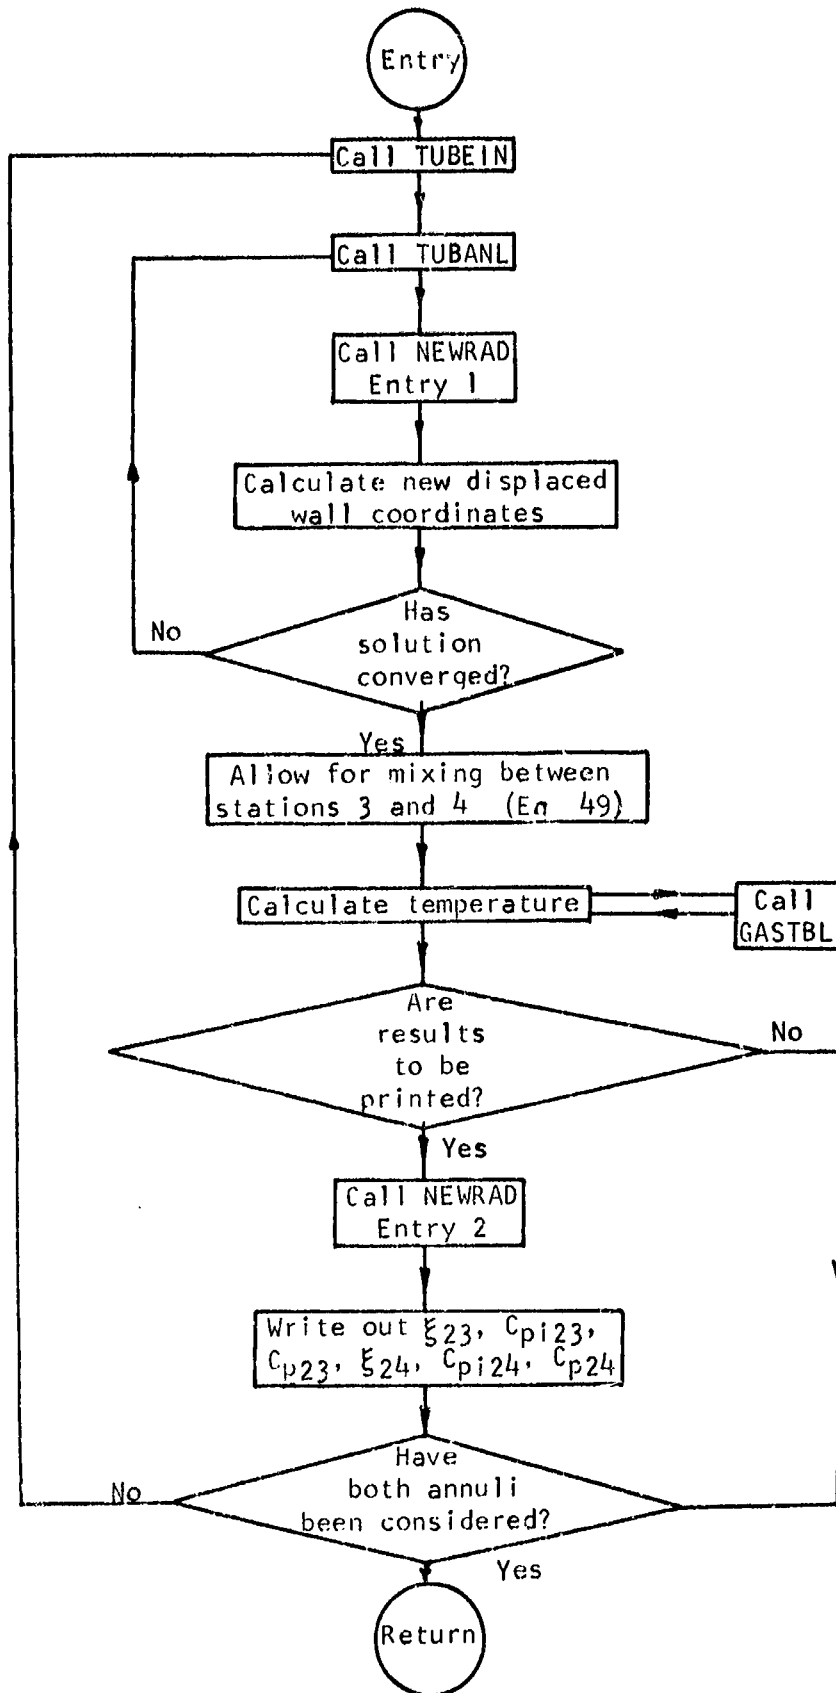 Entry
Call TUBEIN
Call TUBANL
Call NEWRAD
Entry 1
Calculate new displaced
wall coordinates
Has
solution
converged?
No
Yes
Allow for mixing between
stations 3 and 4 (Eq 49)
Calculate temperature
Call
GASTBL
Are
results
to be
printed?
No
Yes
Call NEWRAD
Entry 2
Write out ξ23, Cpi23,
Cp23, ξ24, Cpi24, Cp24
Have
both annuli
been considered?
No
Yes
Return